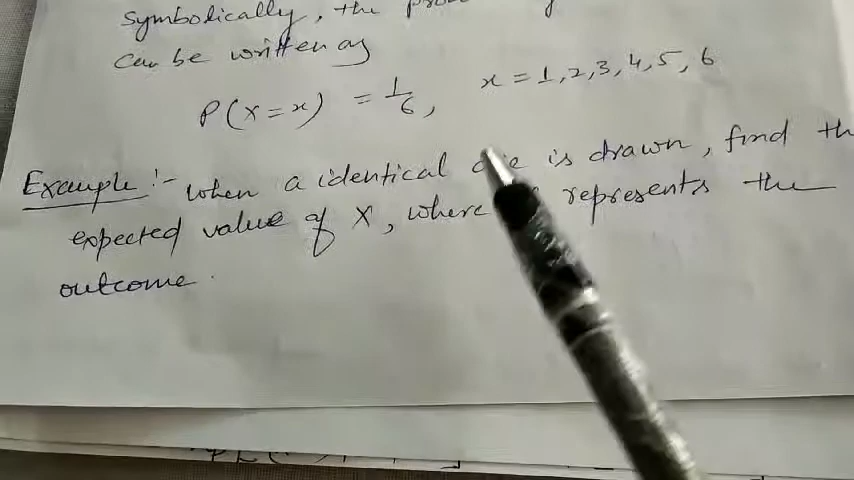 Symbolically, the
can be written as
P(X=x) = 1/6, x = 1,2,3,4,5,6
Example :- When a identical is drawn, find
expected value of X, where represents the
outcome.